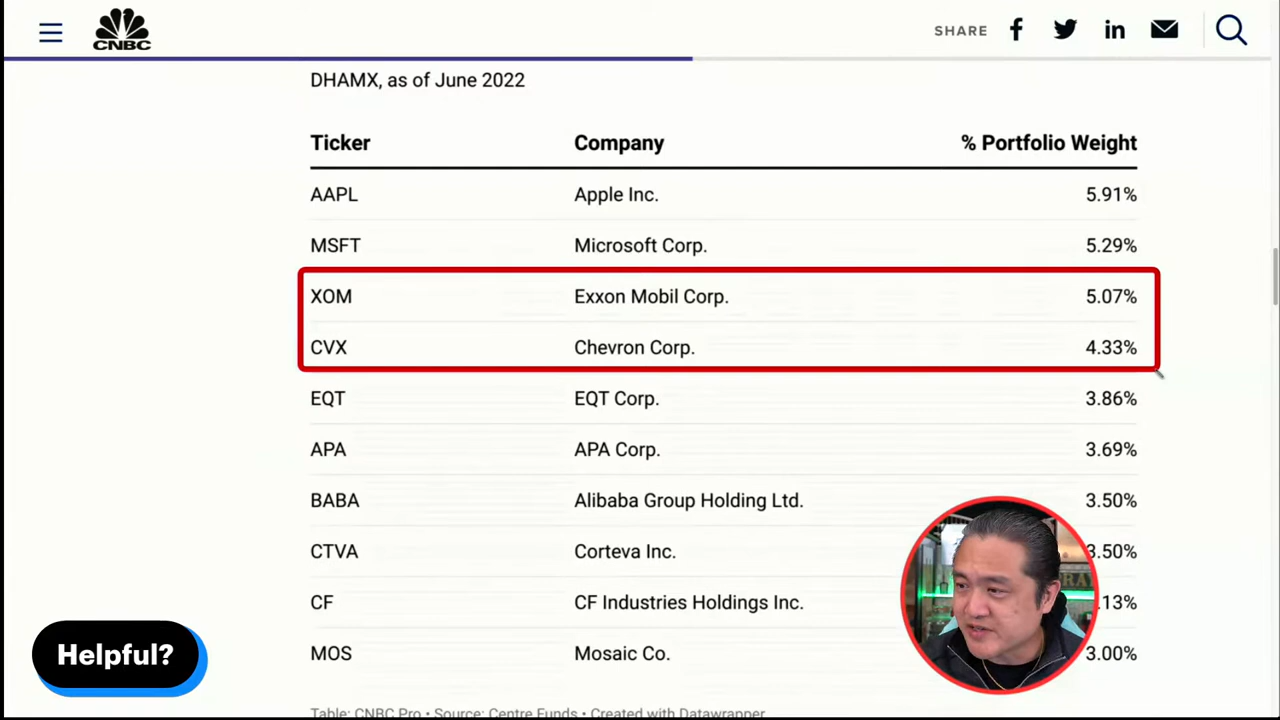 CNBC
SHARE
DHAMX, as of June 2022
Ticker Company % Portfolio Weight
AAPL Apple Inc. 5.91%
MSFT Microsoft Corp. 5.29%
XOM Exxon Mobil Corp. 5.07%
CVX Chevron Corp. 4.33%
EQT EQT Corp. 3.86%
APA APA Corp. 3.69%
BABA Alibaba Group Holding Ltd. 3.50%
CTVA Corteva Inc. 3.50%
CF CF Industries Holdings Inc.
MOS Mosaic Co. 3.00%
Helpful?
Table: CNBC Pro • Source: Centre Funds • Created with Datawrapper